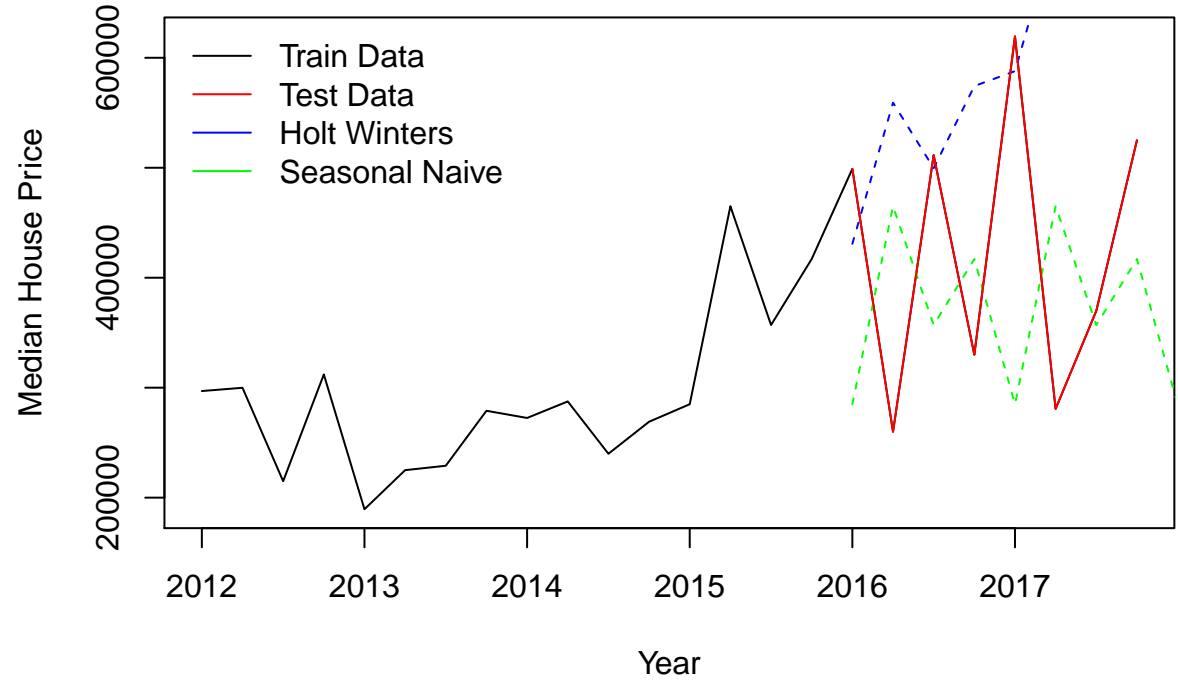 Median House Price
600000
400000
200000
Train Data
Test Data
Holt Winters
Seasonal Naive
2012 2013 2014 2015 2016 2017
Year